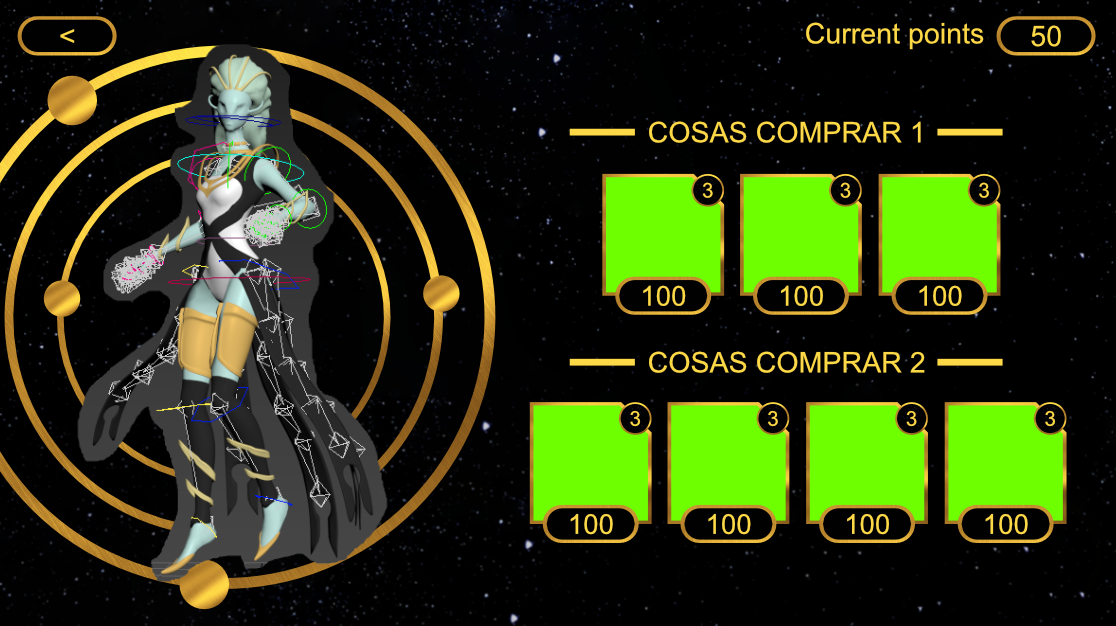 <
Current points 50
COSAS COMPRAR 1
3 3 3
100 100 100
COSAS COMPRAR 2
3 3 3 3
100 100 100 100